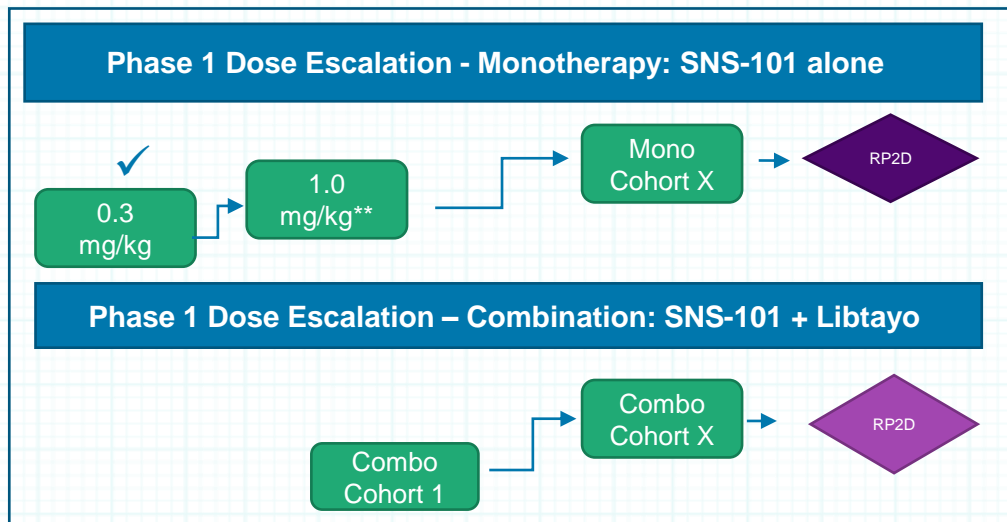 Phase 1 Dose Escalation - Monotherapy: SNS-101 alone
✓
0.3
mg/kg
1.0
mg/kg**
Mono
Cohort X
RP2D
Phase 1 Dose Escalation – Combination: SNS-101 + Libtayo
Combo
Cohort 1
Combo
Cohort X
RP2D